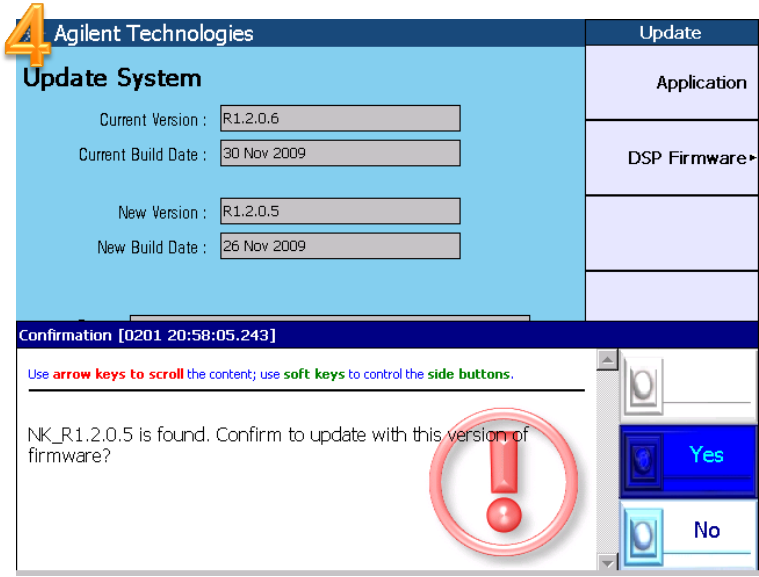 4
Agilent Technologies
Update
Update System
Application
Current Version : R1.2.0.6
Current Build Date : 30 Nov 2009
DSP Firmware
New Version : R1.2.0.5
New Build Date : 26 Nov 2009
Confirmation [0201 20:58:05.243]
Use arrow keys to scroll the content; use soft keys to control the side buttons.
NK_R1.2.0.5 is found. Confirm to update with this version of
firmware?
Yes
No